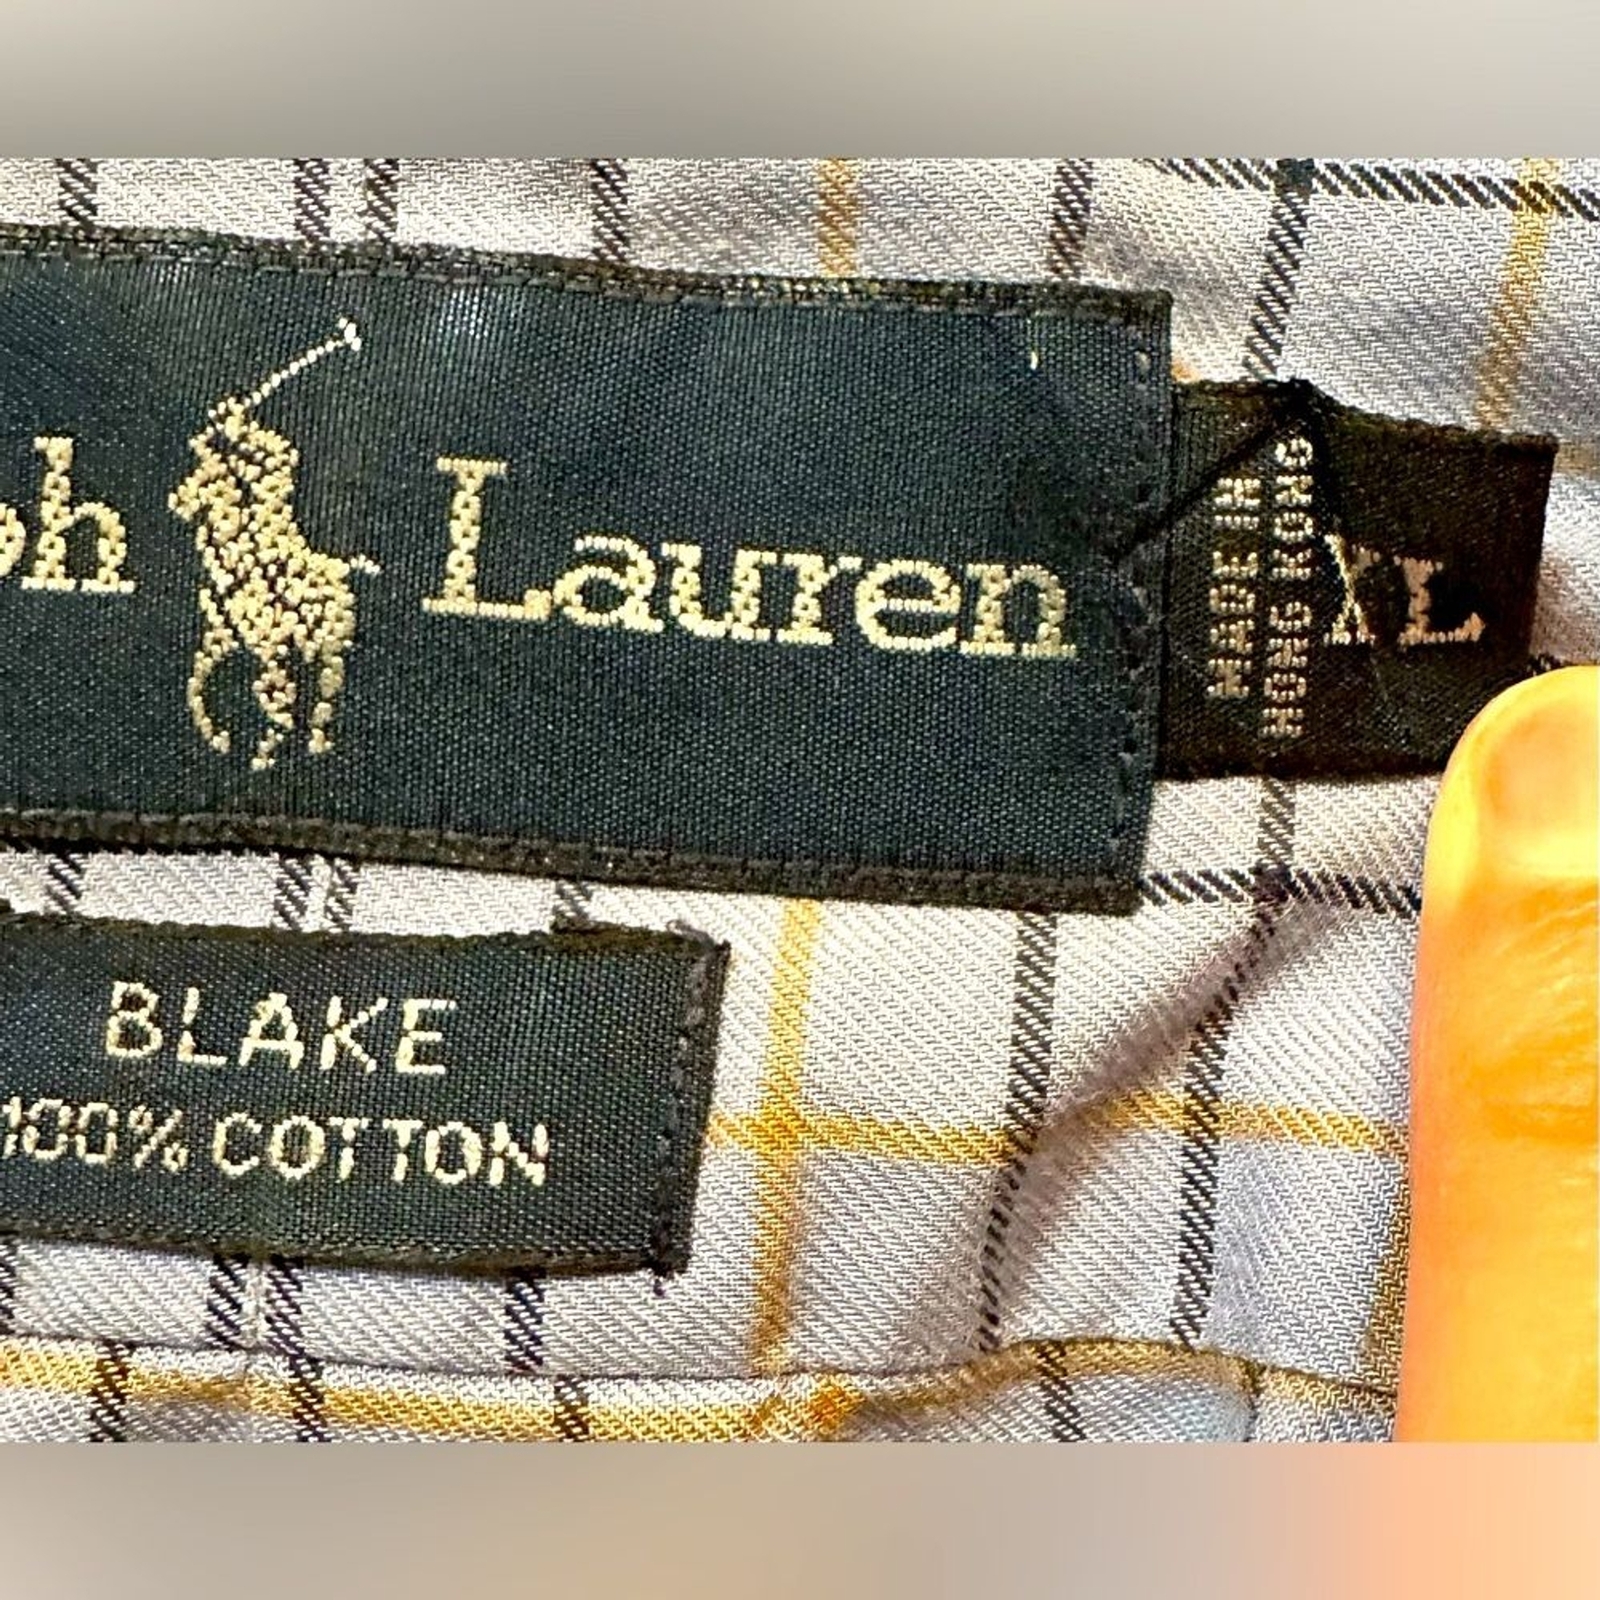 ph Lauren
MADE IN
HONG KONG
XL
BLAKE
100% COTTON